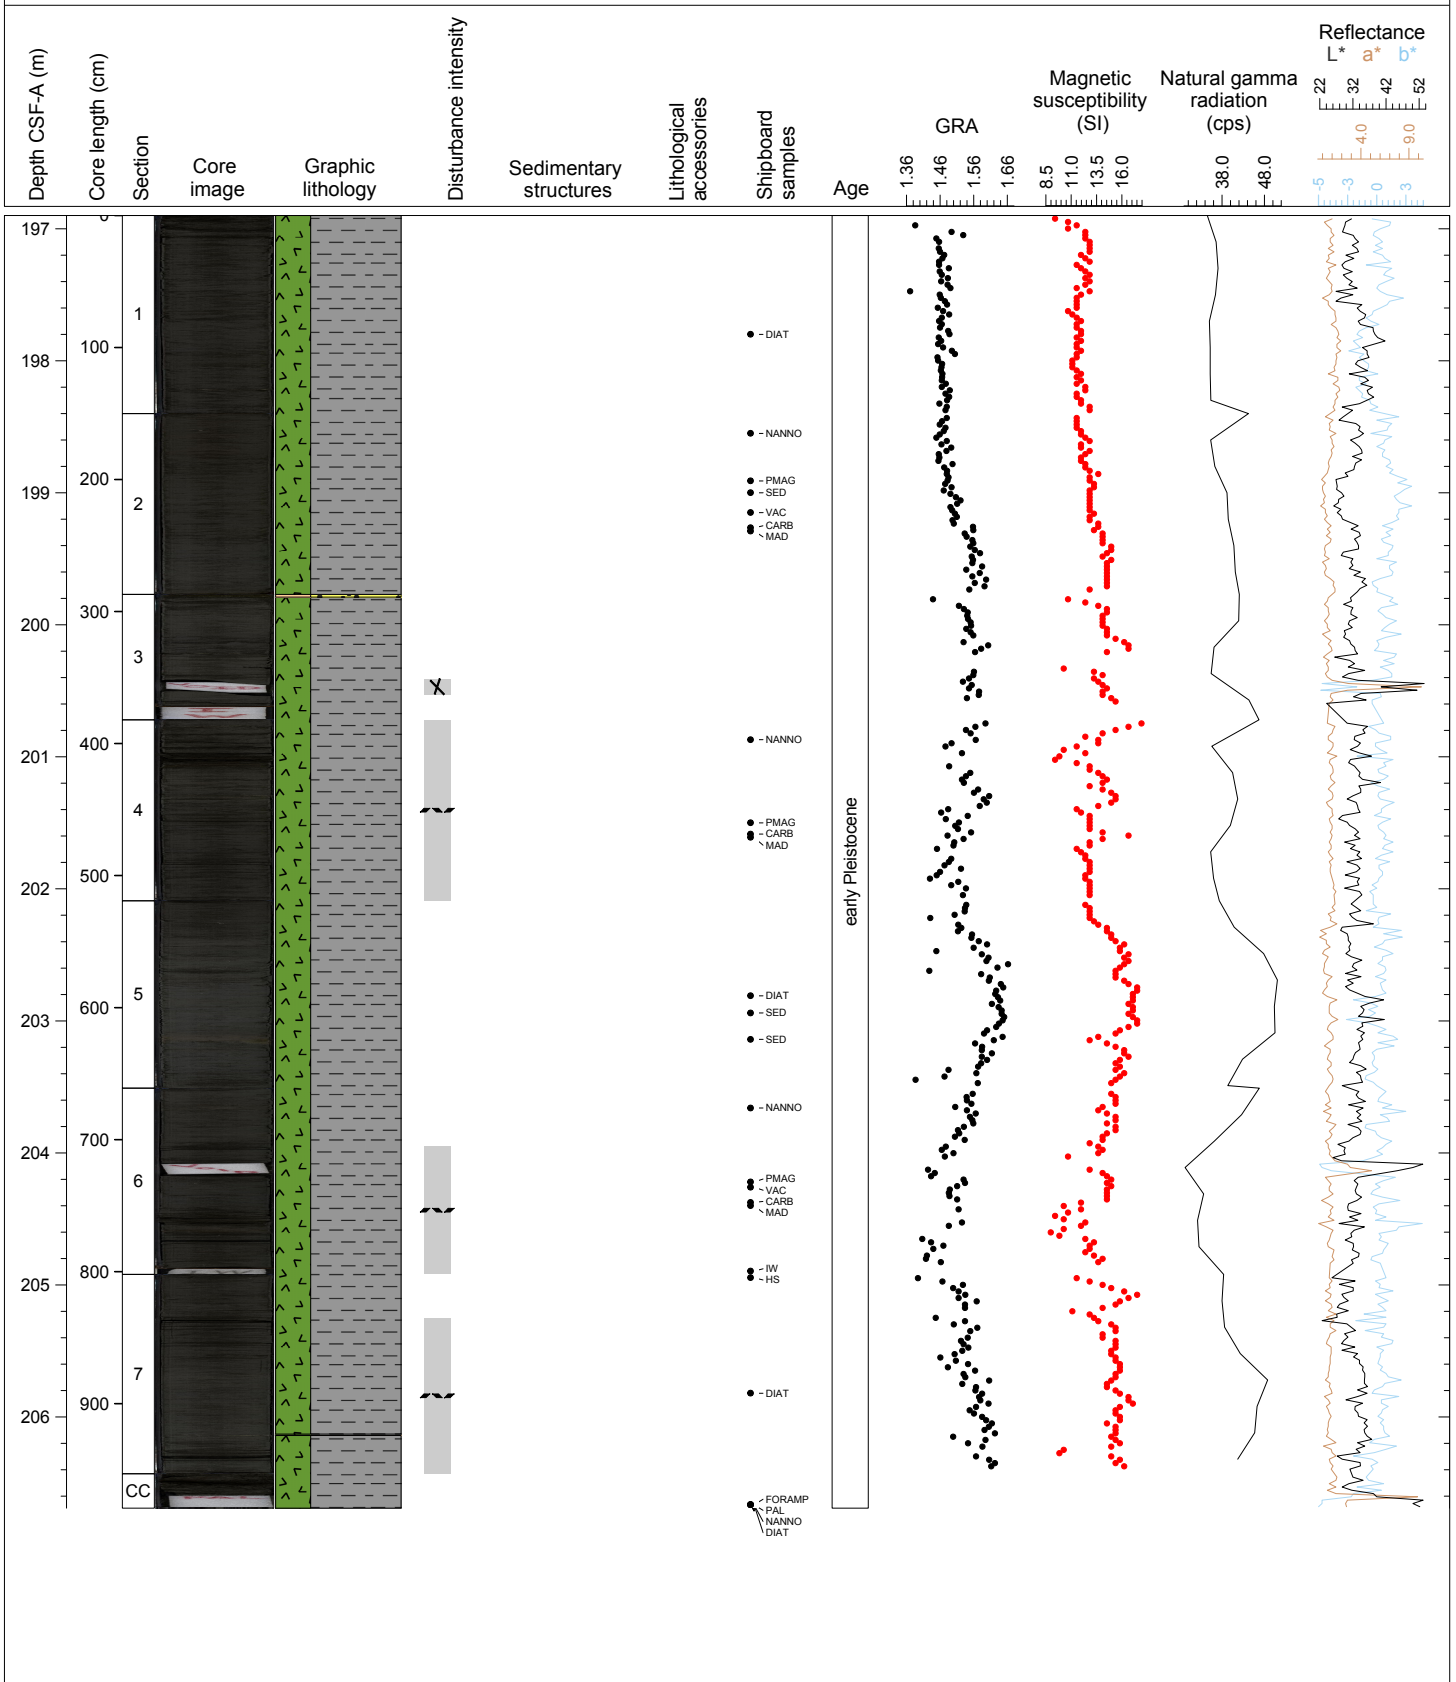 Depth CSF-A (m)
Core length (cm)
Section
Core
image
Graphic
lithology
Disturbance intensity
Sedimentary
structures
Lithological
accessories
Shipboard
samples
Age
GRA
1.36 1.46 1.56 1.66
Magnetic
susceptibility
(SI)
8.5 11.0 13.5 16.0
Natural gamma
radiation
(cps)
38.0 48.0
Reflectance
L* a* b*
22 32 42 52
4.0 9.0
-5 -3 0 3
197
0
1
DIAT
100
198
NANNO
200
PMAG
199
SED
2
VAC
CARB
MAD
300
200
3
400
NANNO
201
4
PMAG
CARB
MAD
500
202
early Pleistocene
5
DIAT
600
SED
203
SED
NANNO
700
204
6
PMAG
VAC
CARB
MAD
IW
800
HS
205
7
DIAT
900
206
CC
FORAMP
PAL
NANNO
DIAT